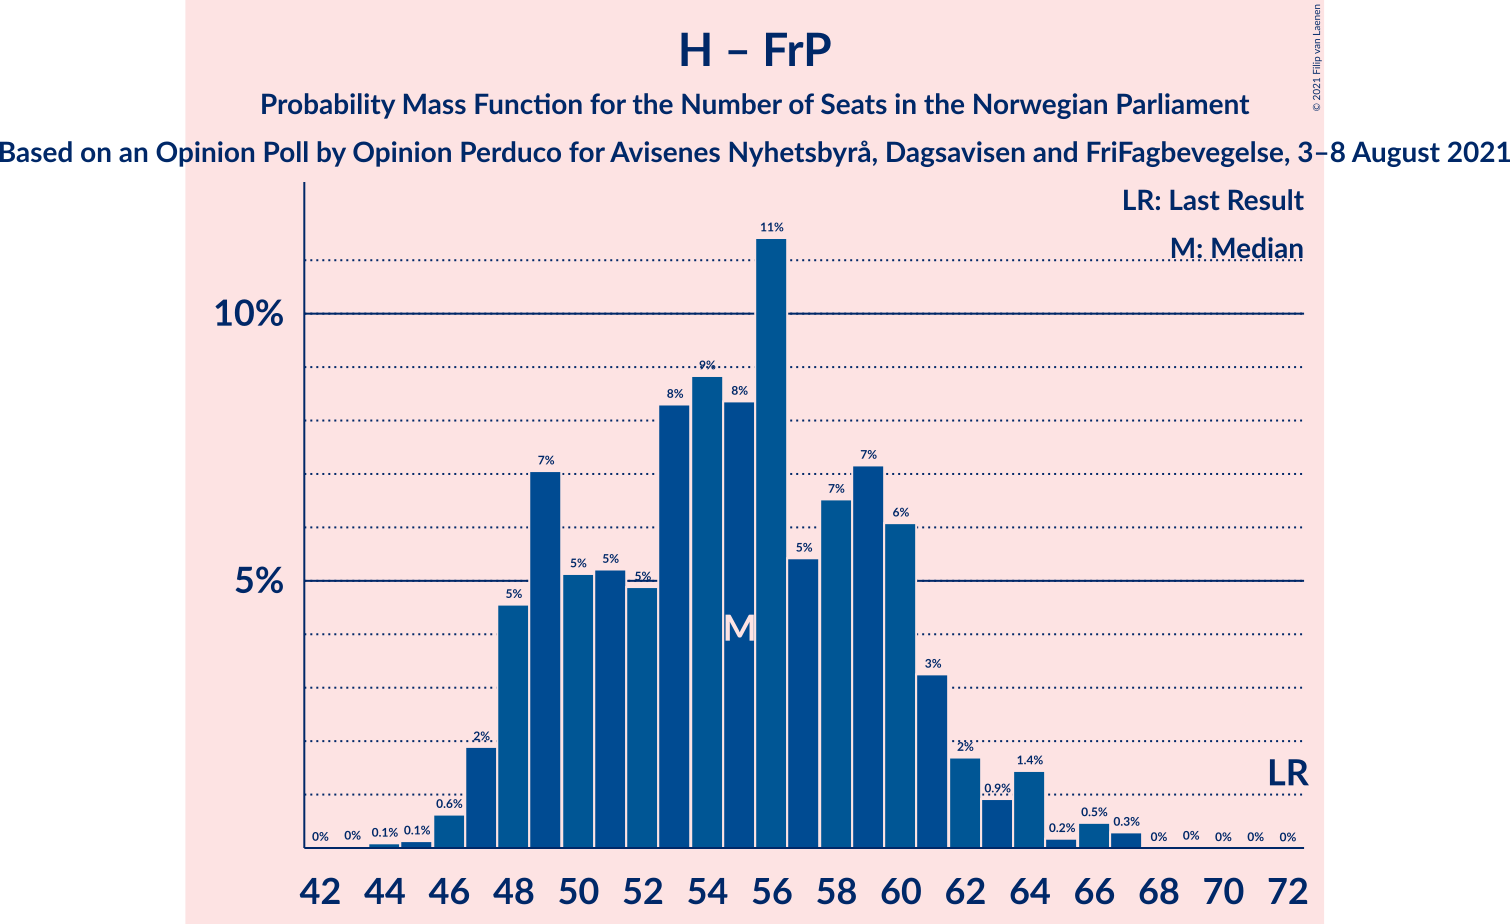 H – FrP
Probability Mass Function for the Number of Seats in the Norwegian Parliament
Based on an Opinion Poll by Opinion Perduco for Avisenes Nyhetsbyrå, Dagsavisen and FriFagbevegelse, 3–8 August 2021
© 2021 Filip van Laenen
LR: Last Result
M: Median
10%
5%
0% 0% 0.1% 0.1% 0.6% 2% 5% 7% 5% 5% 5% 8% 9% 8% 11% 5% 7% 7% 6% 3% 2% 0.9% 1.4% 0.2% 0.5% 0.3% 0% 0% 0% 0% 0%
M
LR
42 44 46 48 50 52 54 56 58 60 62 64 66 68 70 72